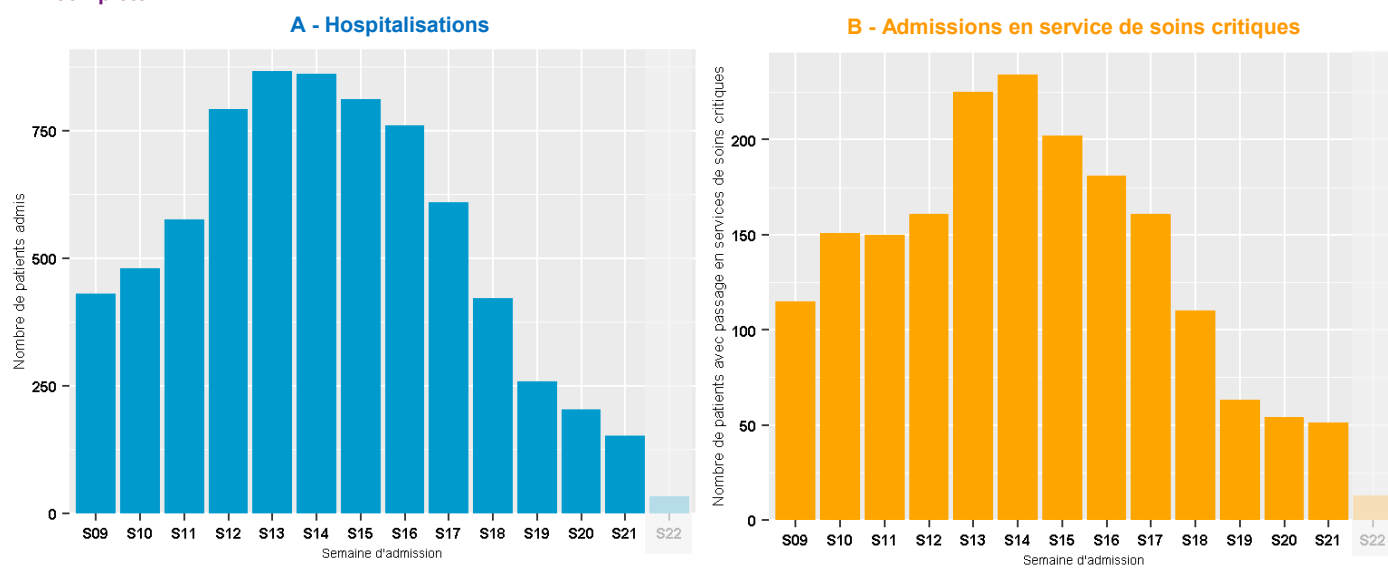 A - Hospitalisations
Nombre de patients admis
750
500
250
0
S09 S10 S11 S12 S13 S14 S15 S16 S17 S18 S19 S20 S21 S22
Semaine d'admission
B - Admissions en service de soins critiques
Nombre de patients avec passage en services de soins critiques
200
150
100
50
0
S09 S10 S11 S12 S13 S14 S15 S16 S17 S18 S19 S20 S21 S22
Semaine d'admission